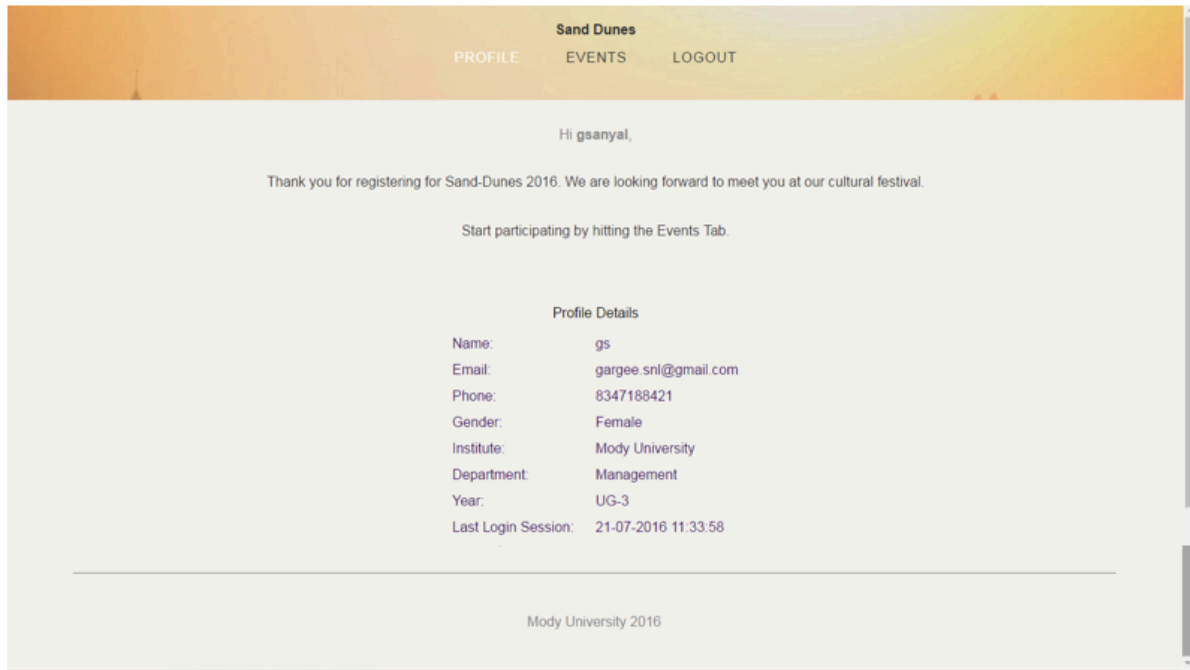 Sand Dunes
PROFILE EVENTS LOGOUT
Hi gsanyal,
Thank you for registering for Sand-Dunes 2016. We are looking forward to meet you at our cultural festival.
Start participating by hitting the Events Tab.
Profile Details
Name: gs
Email: gargee.snl@gmail.com
Phone: 8347188421
Gender: Female
Institute: Mody University
Department: Management
Year: UG-3
Last Login Session: 21-07-2016 11:33:58
Mody University 2016